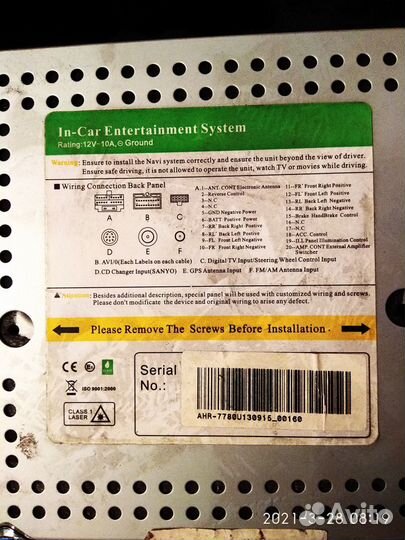 In-Car Entertainment System
Rating:12V-10A, ⊖ Ground
Warning: Ensure to install the Navi system correctly and ensure the unit beyond the view of driver.
Ensure safe driving, it is not allowed to operate the unit, watch TV or movies while driving.
■ Wiring Connection Back Panel
A. 1--ANT. CONT Electronic Antenna
2--Reverse Control
3--N.C
4--N.C
5--GND Negative Power
6--BATT Postive Power
8--RL Back Left Positive
9--FL' Front Left Positive
10--FR' Front Right Negative
11--FR' Front Right Positive
12--FL' Front Left Positive
13--RL Back Left Negative
14--RR Back Right Negative
15--Brake HandBrake Control
16--N.C
17--N.C
18--ACC. Control
19--ILL Panel Illumination Control
20--AMP. CONT External Amplifier
Switcher
A B C
D E F
B. AVI/0(Each Labels on each cable)
C. Digital/TV Input/Steering Wheel Control Input
D.CD Changer Input(SANYO)
E. GPS Antenna Input
F.FM/AM Antenna Input
Besides additional description, special panel will be used with customized wiring and screws.
Please don't modify the device and original wiring to arise any defect.
Please Remove The Screws Before Installation
CE
ISO 9001:2000
CLASS 1
LASER
Serial
No.:
AHR-7780U130915_00160
2021-3-28 08:19
Avito